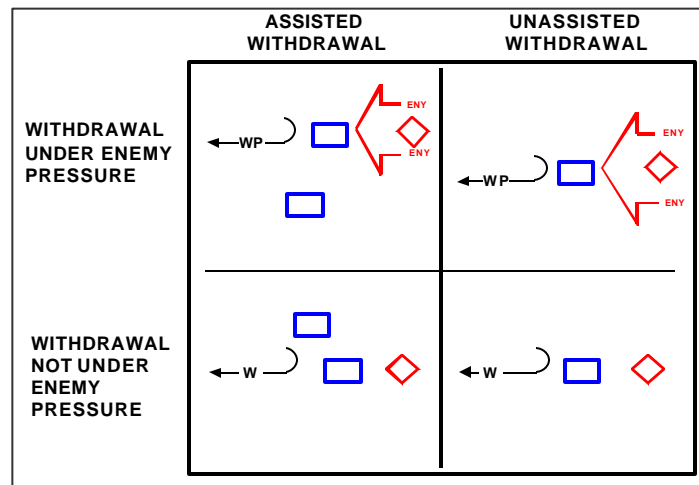 ASSISTED
WITHDRAWAL
UNASSISTED
WITHDRAWAL
WITHDRAWAL
UNDER ENEMY
PRESSURE
ENY
WP
ENY
ENY
WP
ENY
WITHDRAWAL
NOT UNDER
ENEMY
PRESSURE
W
W